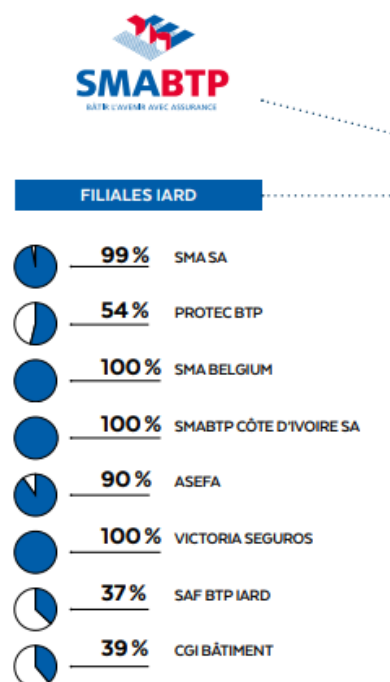 SMABTP
BÂTIR L'AVENIR AVEC ASSURANCE
FILIALES IARD
99 % SMA SA
54 % PROTEC BTP
100 % SMA BELGIUM
100 % SMABTP CÔTE D'IVOIRE SA
90 % ASEFA
100 % VICTORIA SEGUROS
37 % SAF BTP IARD
39 % CGI BÂTIMENT